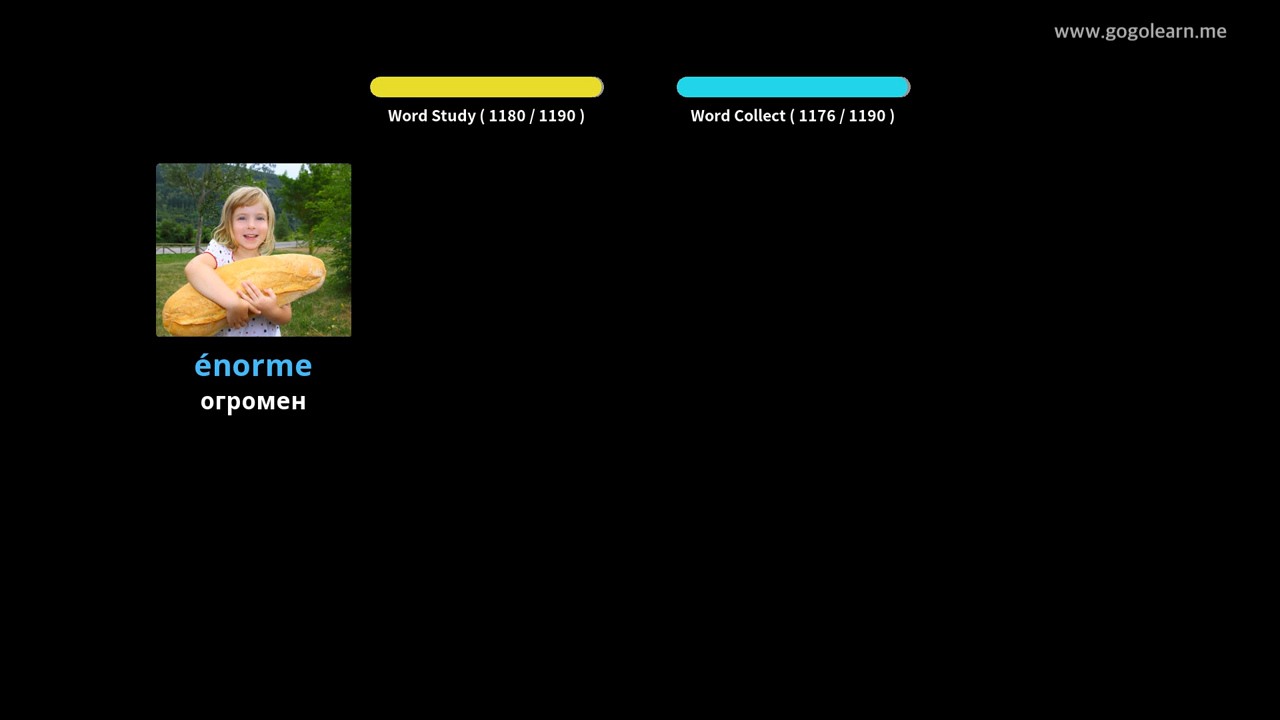 www.gogolearn.me
Word Study ( 1180 / 1190 )
Word Collect ( 1176 / 1190 )
énorme
огромен